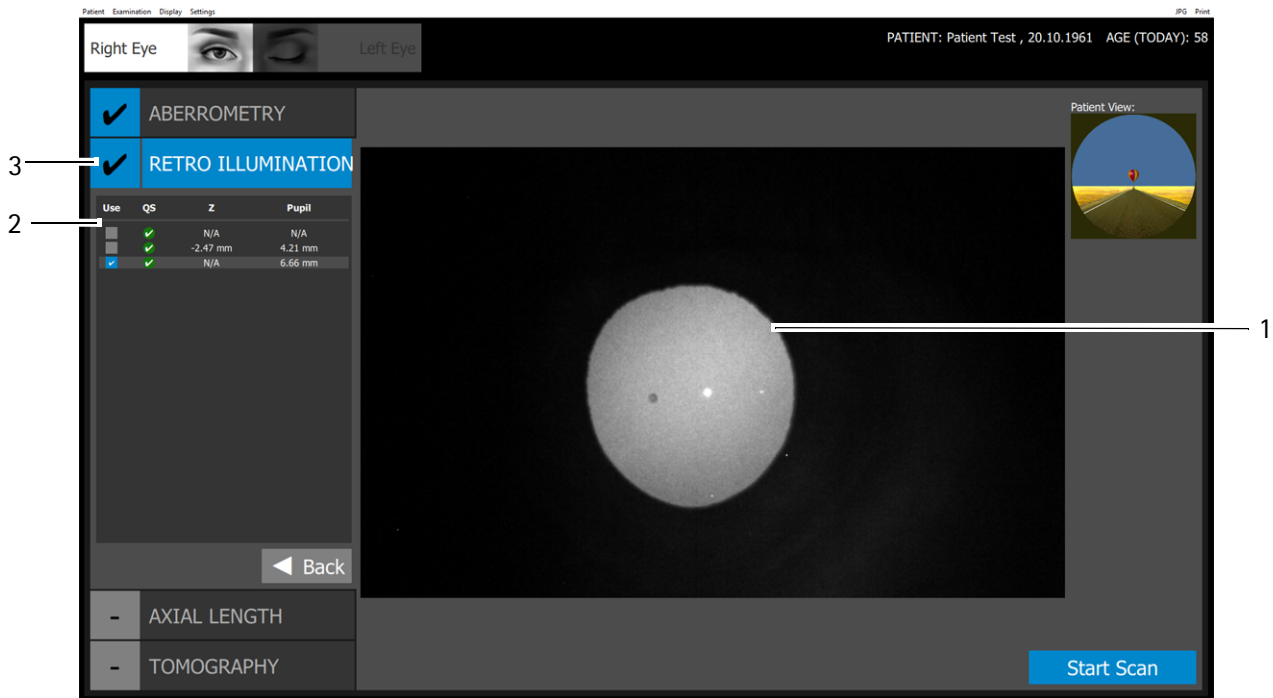 Patient Examination Display Settings JPG Print
Right Eye Left Eye PATIENT: Patient Test , 20.10.1961 AGE (TODAY): 58
ABERROMETRY
Patient View:
RETRO ILLUMINATION
3
Use QS Z Pupil
2
N/A N/A
-2.47 mm 4.21 mm
N/A 6.66 mm
1
Back
- AXIAL LENGTH
- TOMOGRAPHY
Start Scan